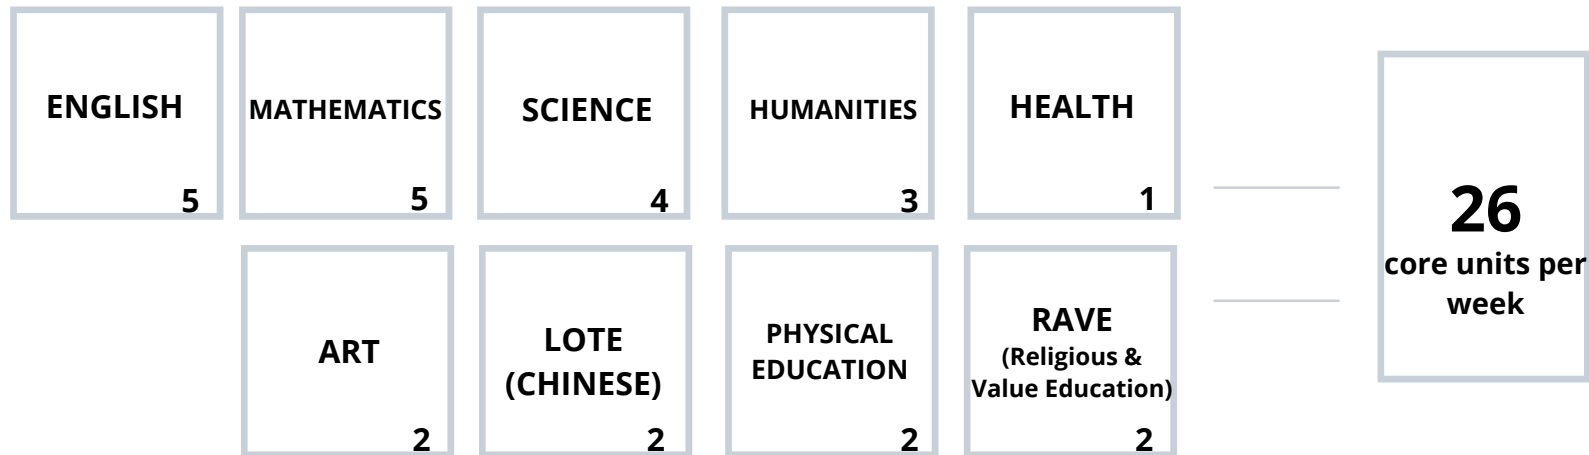 ENGLISH
5
MATHEMATICS
5
SCIENCE
4
HUMANITIES
3
HEALTH
1
ART
2
LOTE
(CHINESE)
2
PHYSICAL
EDUCATION
2
RAVE
(Religious &
Value Education)
2
26
core units per
week